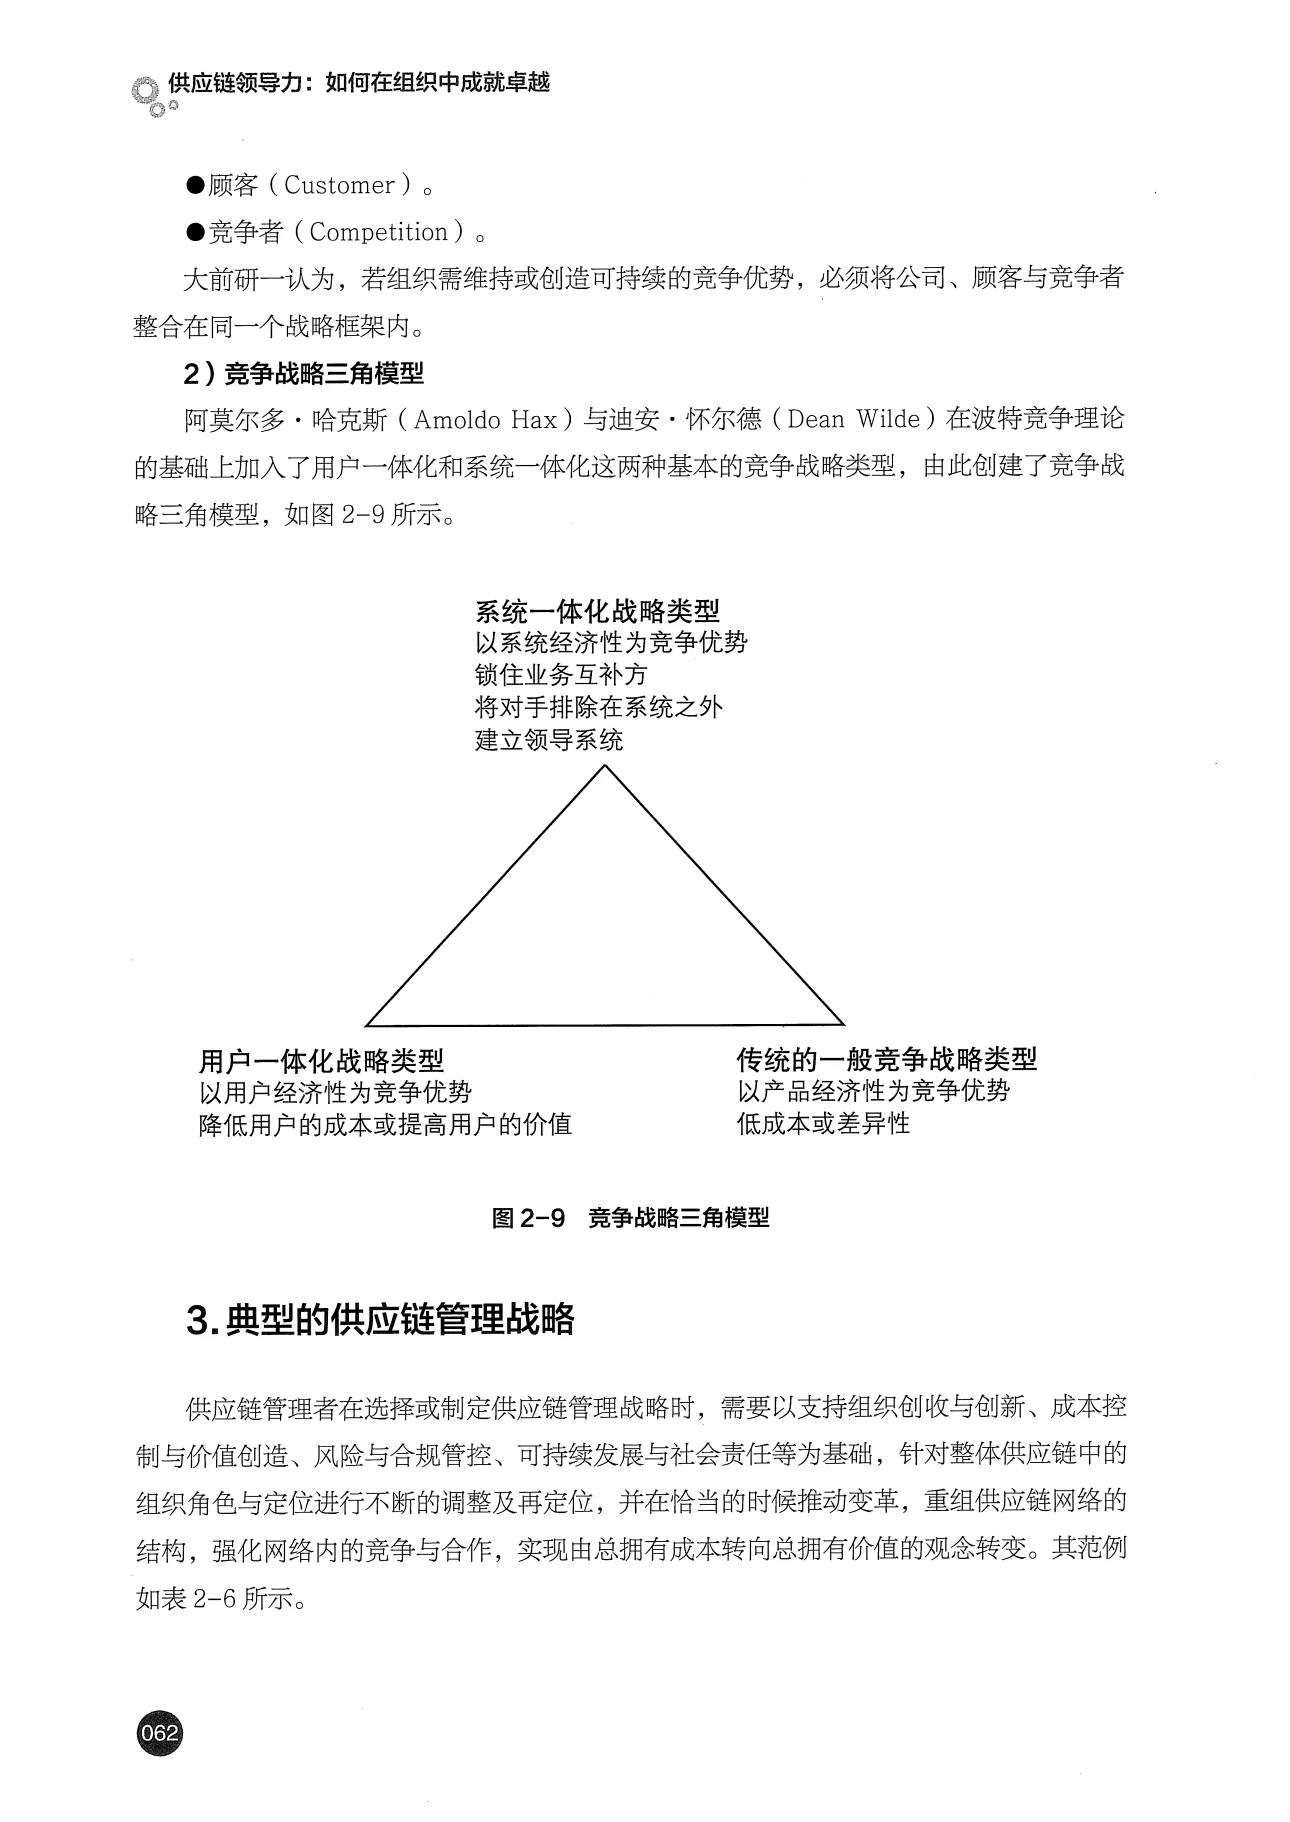 供应链领导力：如何在组织中成就卓越
●顾客（Customer）。
●竞争者（Competition）。
大前研一认为，若组织需维持或创造可持续的竞争优势，必须将公司、顾客与竞争者
整合在同一个战略框架内。
2）竞争战略三角模型
阿莫尔多·哈克斯（Amoldo Hax）与迪安·怀尔德（Dean Wilde）在波特竞争理论
的基础上加入了用户一体化和系统一体化这两种基本的竞争战略类型，由此创建了竞争战
略三角模型，如图 2-9 所示。
系统一体化战略类型
以系统经济性为竞争优势
锁住业务互补方
将对手排除在系统之外
建立领导系统
用户一体化战略类型
以用户经济性为竞争优势
降低用户的成本或提高用户的价值
传统的一般竞争战略类型
以产品经济性为竞争优势
低成本或差异性
图 2-9 竞争战略三角模型
3.典型的供应链管理战略
供应链管理者在选择或制定供应链管理战略时，需要以支持组织创收与创新、成本控
制与价值创造、风险与合规管控、可持续发展与社会责任等为基础，针对整体供应链中的
组织角色与定位进行不断的调整及再定位，并在恰当的时候推动变革，重组供应链网络的
结构，强化网络内的竞争与合作，实现由总拥有成本转向总拥有价值的观念转变。其范例
如表 2-6 所示。
062